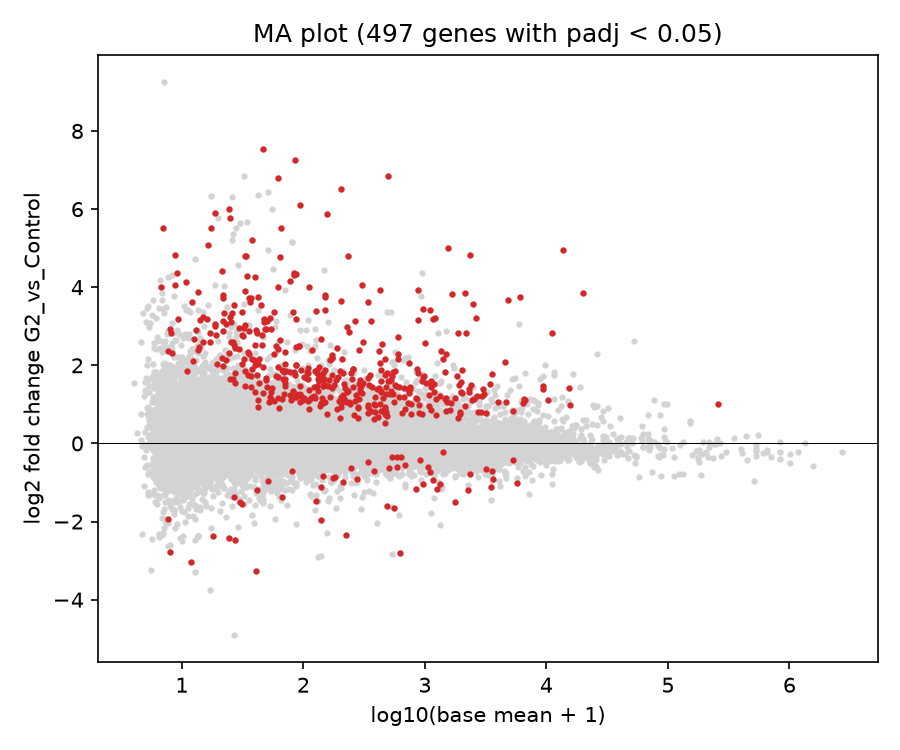 MA plot (497 genes with padj < 0.05)
log2 fold change G2_vs_Control
8
6
4
2
0
−2
−4
1 2 3 4 5 6
log10(base mean + 1)